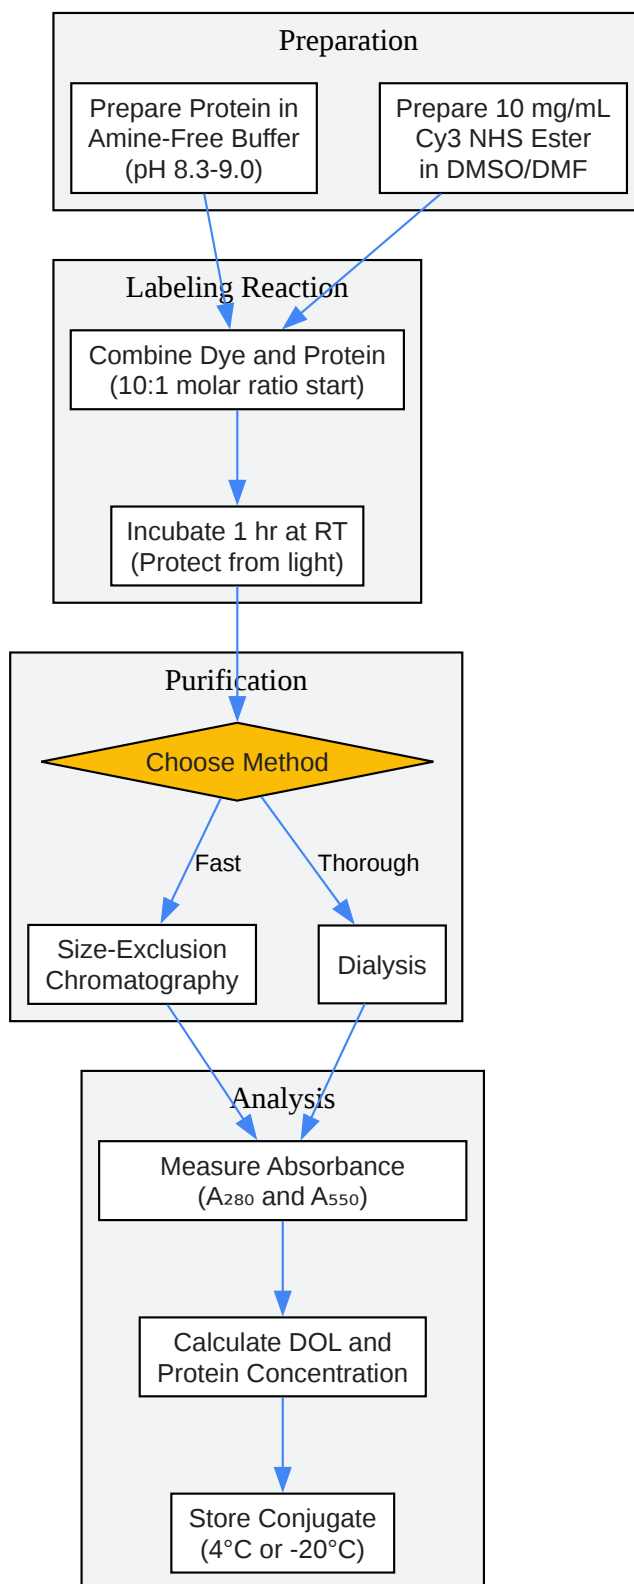 Preparation
Prepare Protein in
Amine-Free Buffer
(pH 8.3-9.0)
Prepare 10 mg/mL
Cy3 NHS Ester
in DMSO/DMF
Labeling Reaction
Combine Dye and Protein
(10:1 molar ratio start)
Incubate 1 hr at RT
(Protect from light)
Purification
Choose Method
Fast
Thorough
Size-Exclusion
Chromatography
Dialysis
Analysis
Measure Absorbance
(A₂₈₀ and A₅₅₀)
Calculate DOL and
Protein Concentration
Store Conjugate
(4°C or -20°C)